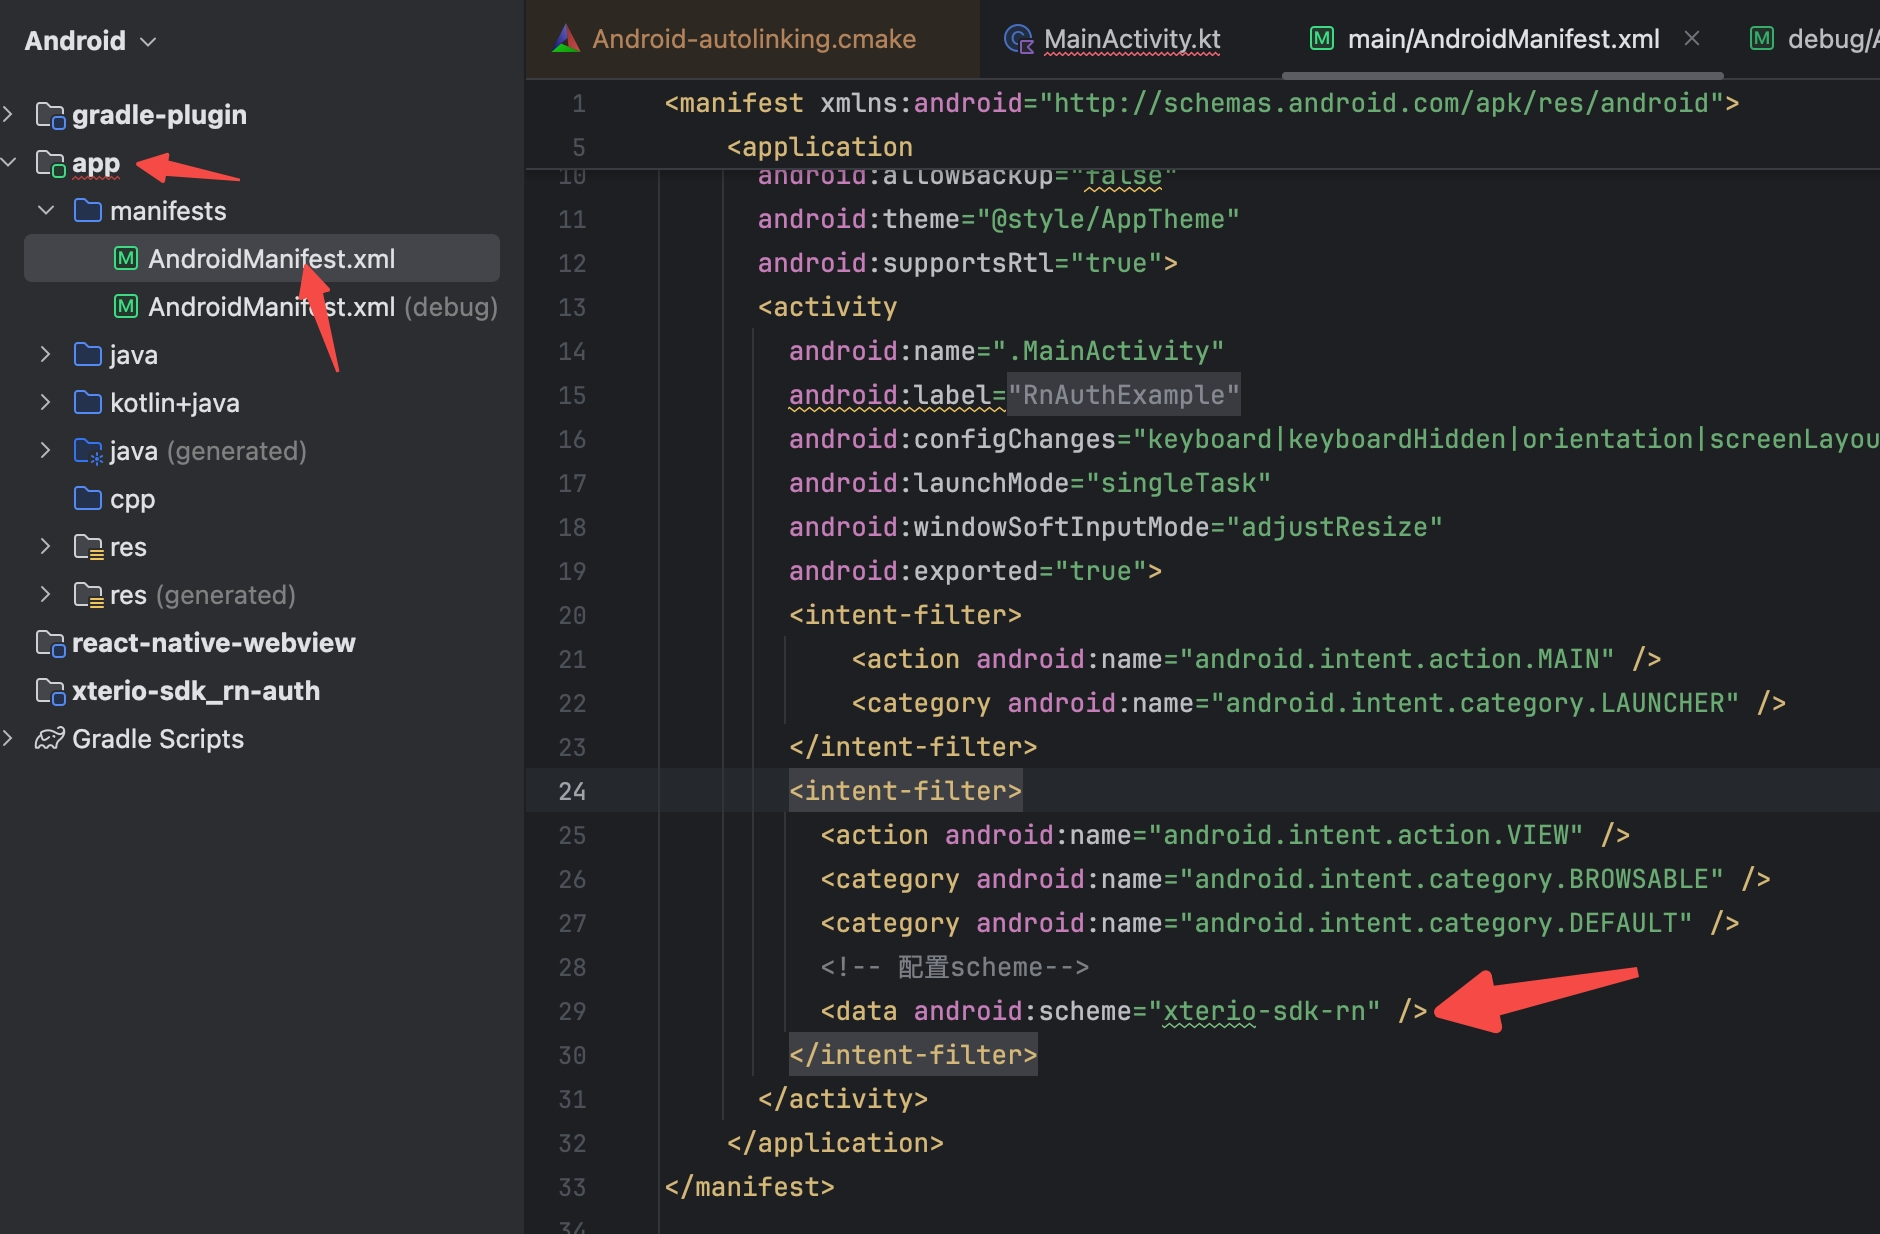 Android
gradle-plugin
app
manifests
AndroidManifest.xml
AndroidManifest.xml (debug)
java
kotlin+java
java (generated)
cpp
res
res (generated)
react-native-webview
xterio-sdk_rn-auth
Gradle Scripts
Android-autolinking.cmake
MainActivity.kt
main/AndroidManifest.xml
debug/A
1 <manifest xmlns:android="http://schemas.android.com/apk/res/android">
5 <application
10 android:allowBackup="false"
11 android:theme="@style/AppTheme"
12 android:supportsRtl="true">
13 <activity
14 android:name=".MainActivity"
15 android:label="RnAuthExample"
16 android:configChanges="keyboard|keyboardHidden|orientation|screenLayou
17 android:launchMode="singleTask"
18 android:windowSoftInputMode="adjustResize"
19 android:exported="true">
20 <intent-filter>
21 <action android:name="android.intent.action.MAIN" />
22 <category android:name="android.intent.category.LAUNCHER" />
23 </intent-filter>
24 <intent-filter>
25 <action android:name="android.intent.action.VIEW" />
26 <category android:name="android.intent.category.BROWSABLE" />
27 <category android:name="android.intent.category.DEFAULT" />
28 <!-- 配置scheme-->
29 <data android:scheme="xterio-sdk-rn" />
30 </intent-filter>
31 </activity>
32 </application>
33 </manifest>
34